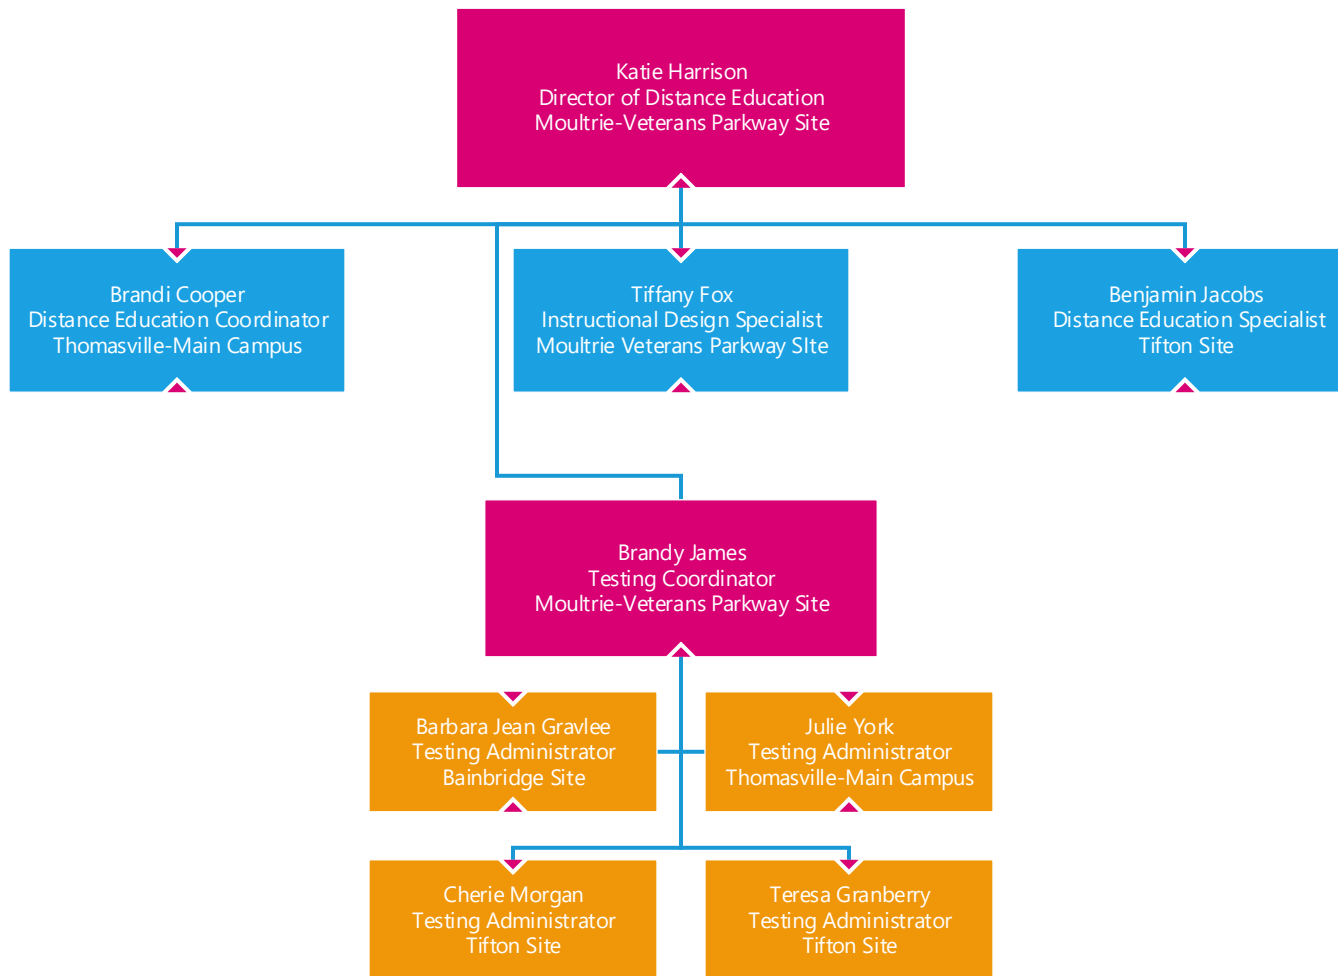 Katie Harrison
Director of Distance Education
Moultrie-Veterans Parkway Site
Brandi Cooper
Distance Education Coordinator
Thomasville-Main Campus
Tiffany Fox
Instructional Design Specialist
Moultrie Veterans Parkway SIte
Benjamin Jacobs
Distance Education Specialist
Tifton Site
Brandy James
Testing Coordinator
Moultrie-Veterans Parkway Site
Barbara Jean Gravlee
Testing Administrator
Bainbridge Site
Julie York
Testing Administrator
Thomasville-Main Campus
Cherie Morgan
Testing Administrator
Tifton Site
Teresa Granberry
Testing Administrator
Tifton Site